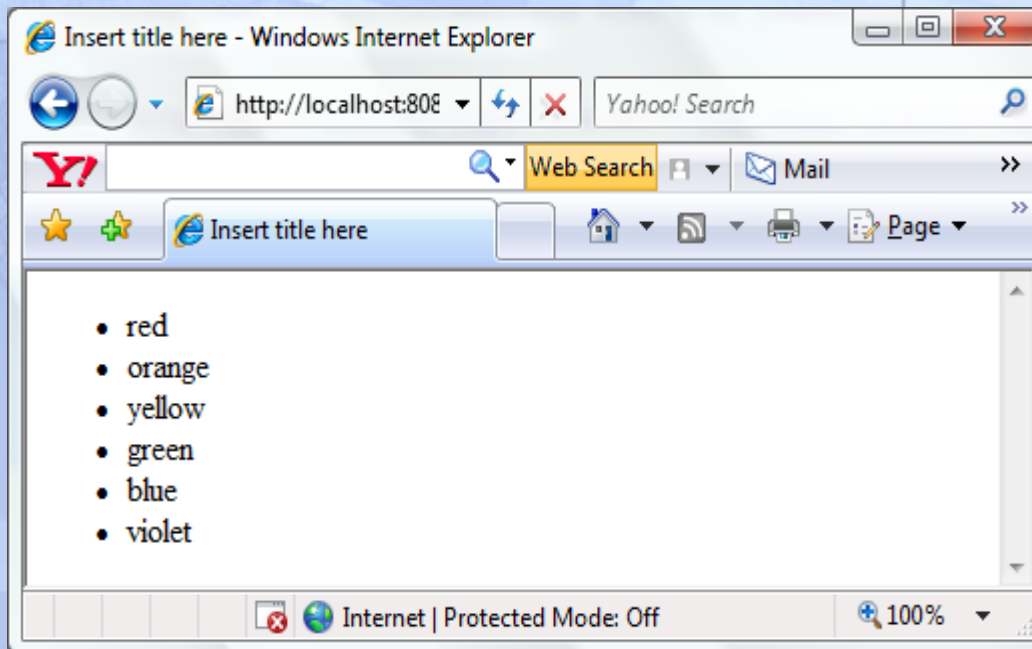 Insert title here - Windows Internet Explorer
http://localhost:808 Yahoo! Search
Y! Web Search Mail »
Insert title here Page »
• red
• orange
• yellow
• green
• blue
• violet
Internet | Protected Mode: Off 100%